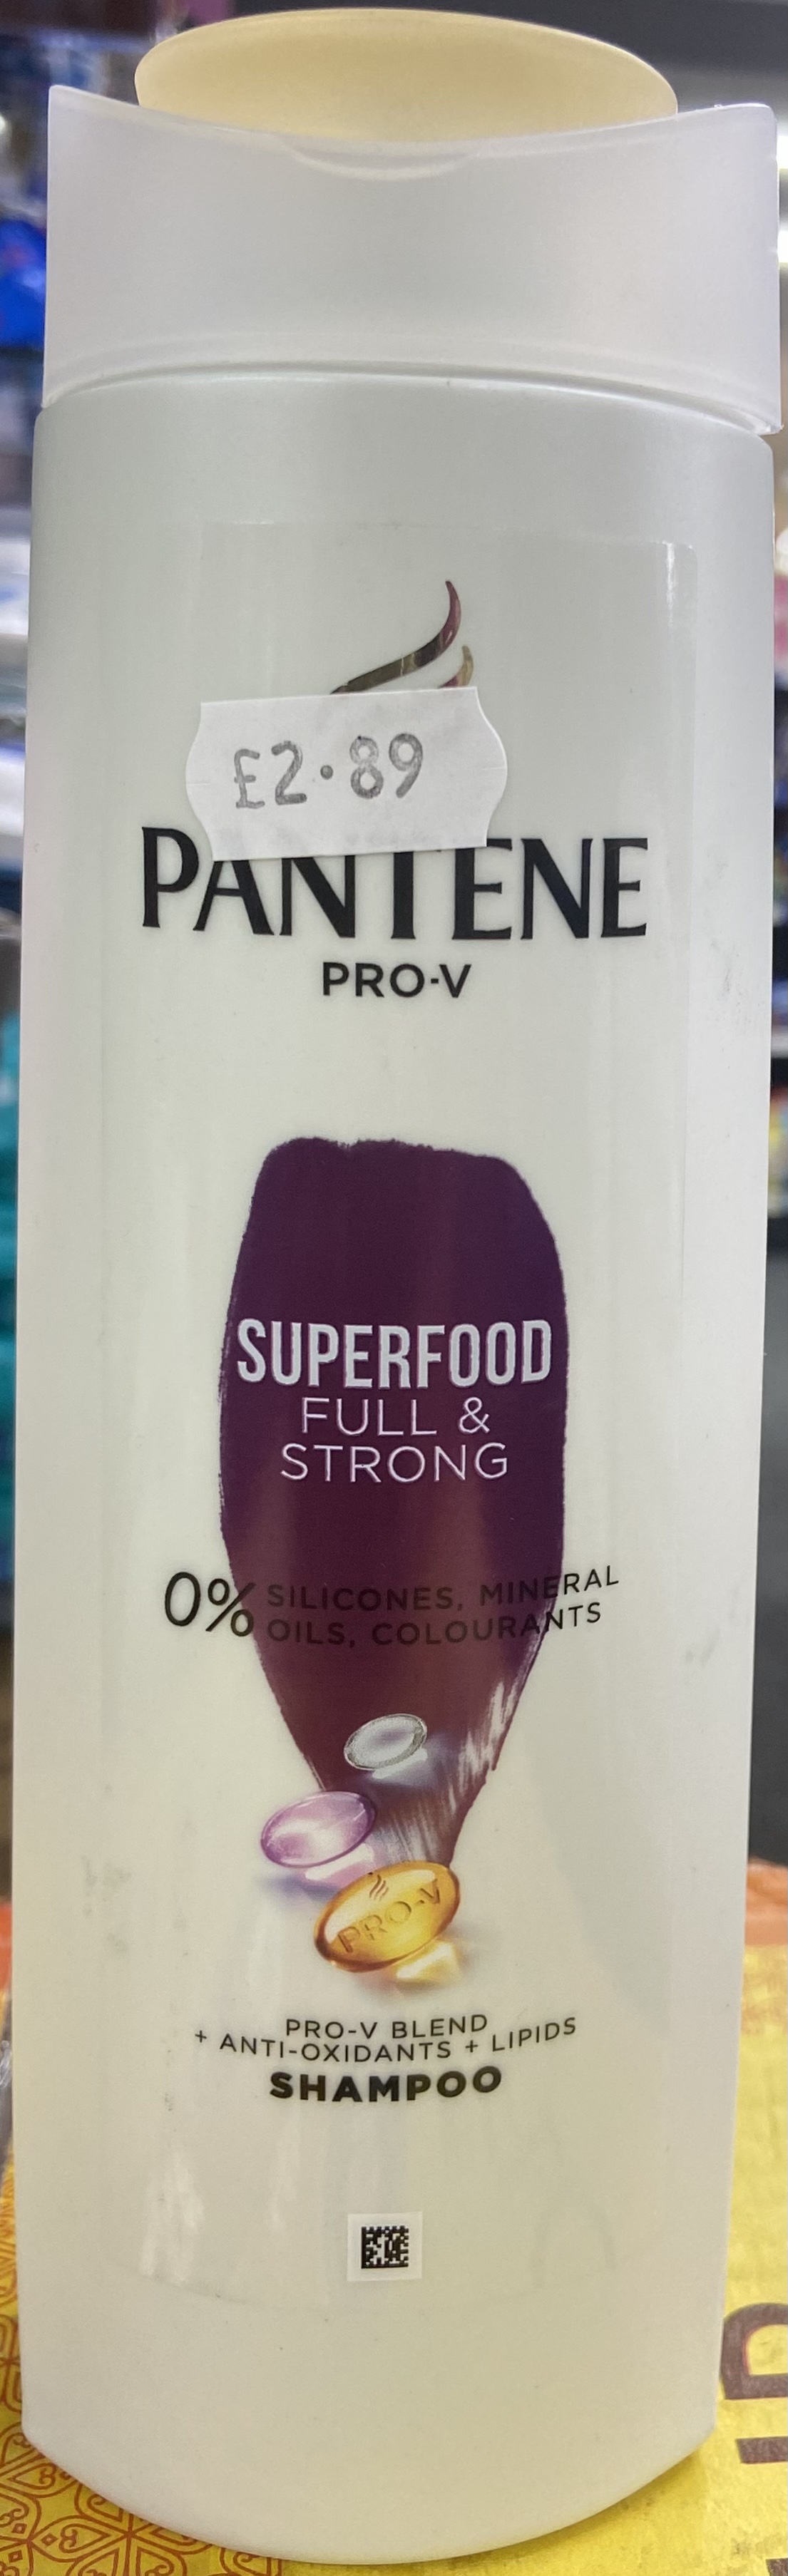 £2.89
PANTENE
PRO-V
SUPERFOOD
FULL &
STRONG
0% SILICONES, MINERAL
OILS, COLOURANTS
PRO-V
PRO-V BLEND
+ ANTI-OXIDANTS + LIPIDS
SHAMPOO